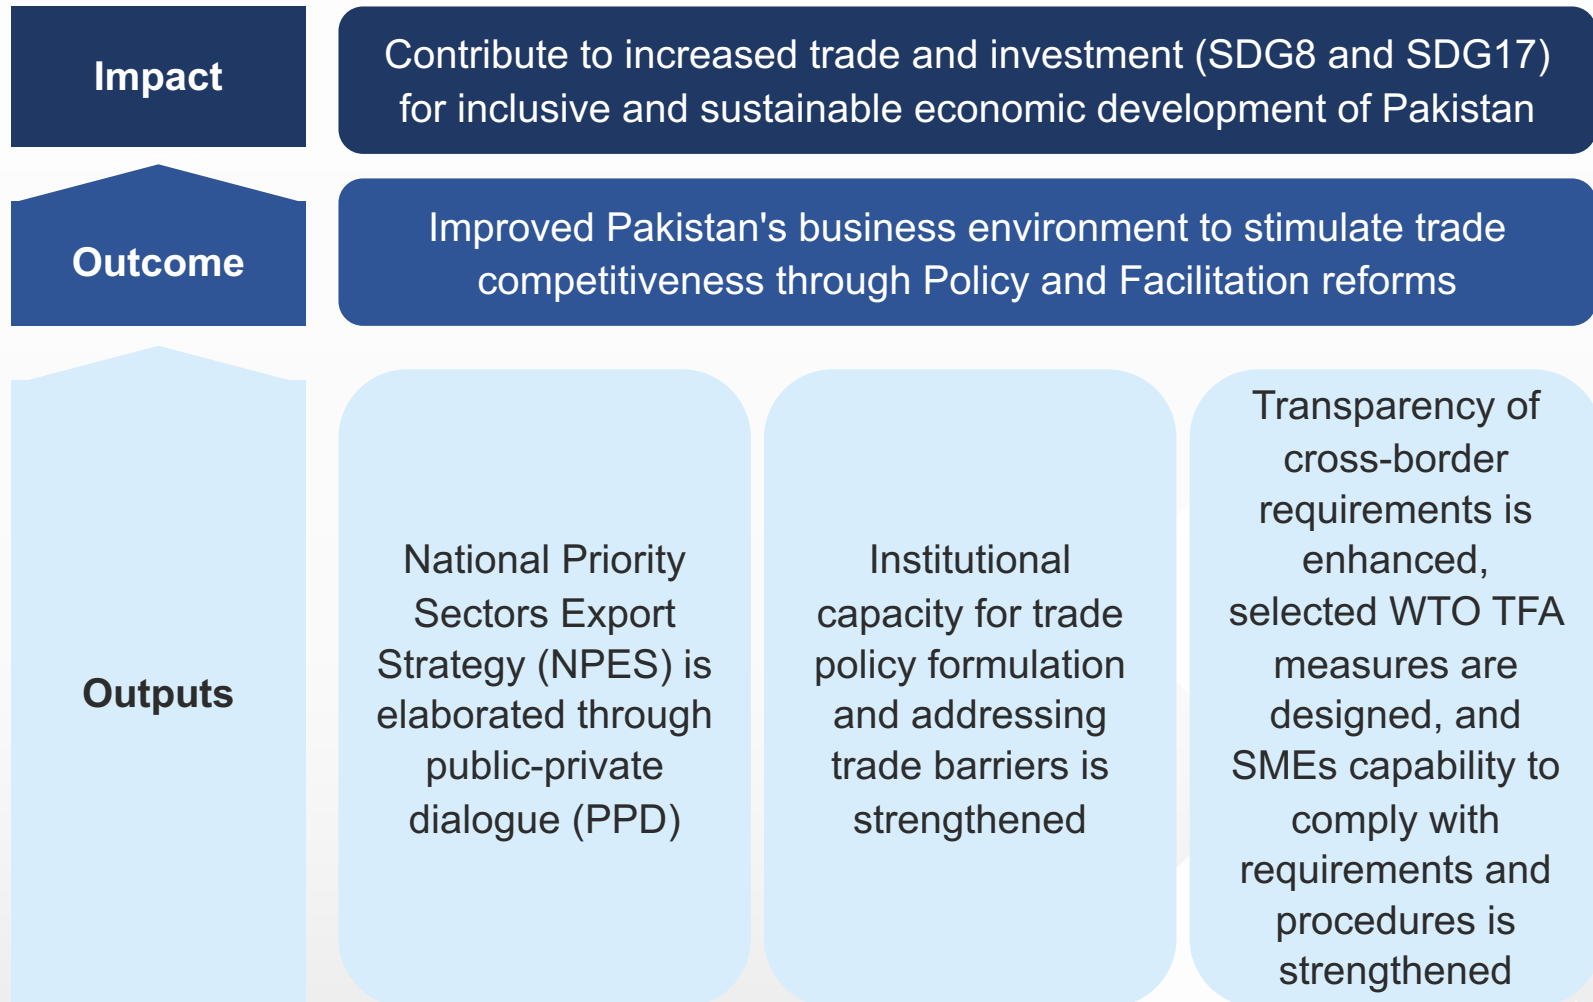 Impact
Contribute to increased trade and investment (SDG8 and SDG17)
for inclusive and sustainable economic development of Pakistan
Outcome
Improved Pakistan's business environment to stimulate trade
competitiveness through Policy and Facilitation reforms
Outputs
National Priority
Sectors Export
Strategy (NPES) is
elaborated through
public-private
dialogue (PPD)
Institutional
capacity for trade
policy formulation
and addressing
trade barriers is
strengthened
Transparency of
cross-border
requirements is
enhanced,
selected WTO TFA
measures are
designed, and
SMEs capability to
comply with
requirements and
procedures is
strengthened